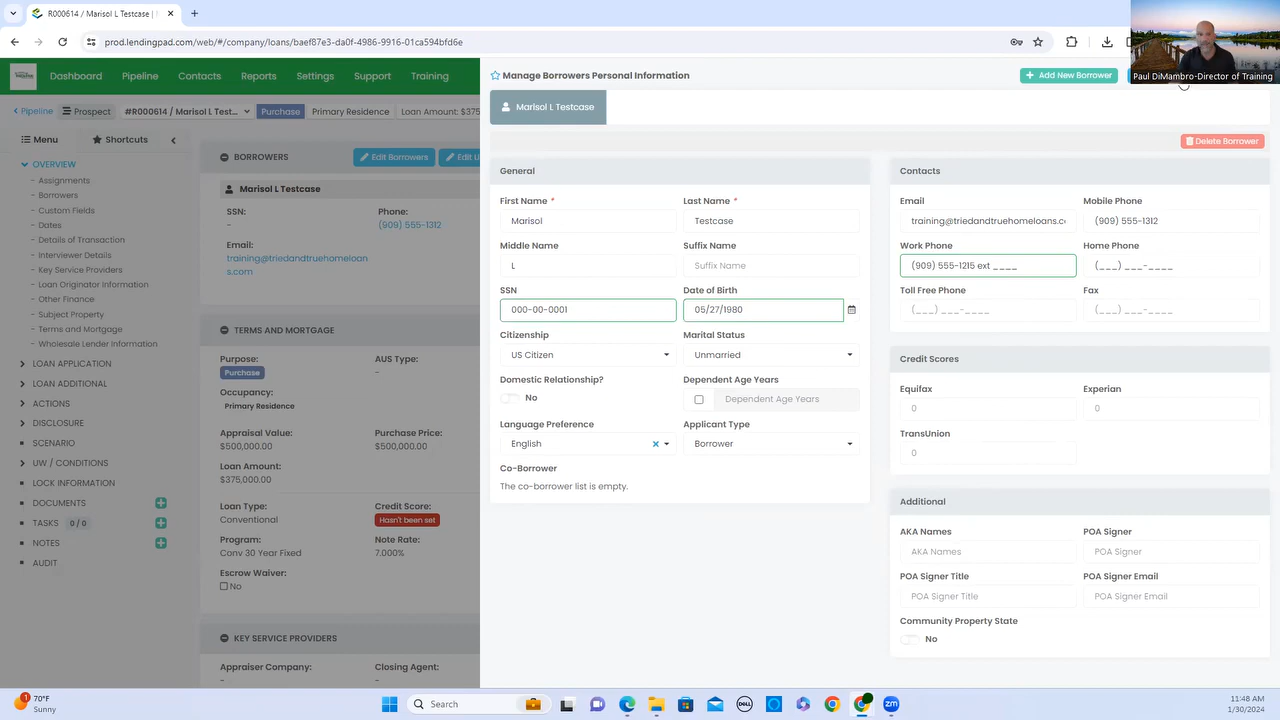 R000614 / Marisol L Testcase |
prod.lendingpad.com/web/#/company/loans/baef87e3-da0f-4986-9916-01ca594bfd6e
Paul DiMambro-Director of Training
Dashboard Pipeline Contacts Reports Settings Support Training
Pipeline Prospect #R000614 / Marisol L Test... Purchase Primary Residence Loan Amount: $375
Menu Shortcuts
OVERVIEW
- Assignments
- Borrowers
- Custom Fields
- Dates
- Details of Transaction
- Interviewer Details
- Key Service Providers
- Loan Originator Information
- Other Finance
- Subject Property
- Terms and Mortgage
- Wholesale Lender Information
LOAN APPLICATION
LOAN ADDITIONAL
ACTIONS
DISCLOSURE
SCENARIO
UW / CONDITIONS
LOCK INFORMATION
DOCUMENTS
TASKS 0 / 0
NOTES
AUDIT
BORROWERS Edit Borrowers
Marisol L Testcase
SSN: Phone:
- (909) 555-1312
Email:
training@triedandtruehomeloan
s.com
TERMS AND MORTGAGE
Purpose: AUS Type:
Purchase -
Occupancy:
Primary Residence
Appraisal Value: Purchase Price:
$500,000.00 $500,000.00
Loan Amount:
$375,000.00
Loan Type: Credit Score:
Conventional Hasn't been set
Program: Note Rate:
Conv 30 Year Fixed 7.000%
Escrow Waiver:
No
KEY SERVICE PROVIDERS
Appraiser Company: Closing Agent:
- -
Manage Borrowers Personal Information
Add New Borrower
Marisol L Testcase
Delete Borrower
General
First Name * Last Name *
Marisol Testcase
Middle Name Suffix Name
L Suffix Name
SSN Date of Birth
000-00-0001 05/27/1980
Citizenship Marital Status
US Citizen Unmarried
Domestic Relationship? Dependent Age Years
No Dependent Age Years
Language Preference Applicant Type
English Borrower
Co-Borrower
The co-borrower list is empty.
Contacts
Email Mobile Phone
training@triedandtruehomeloans.c (909) 555-1312
Work Phone Home Phone
(909) 555-1215 ext ____ (___) ___-____
Toll Free Phone Fax
(___) ___-____ (___) ___-____
Credit Scores
Equifax Experian
0 0
TransUnion
0
Additional
AKA Names POA Signer
AKA Names POA Signer
POA Signer Title POA Signer Email
POA Signer Title POA Signer Email
Community Property State
No
1
70°F
Sunny
Search
DELL
zm
11:48 AM
1/30/2024